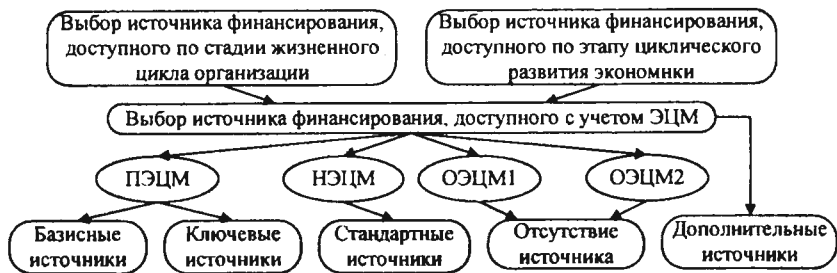 Выбор источника финансирования,
доступного по стадии жизненного
цикла организации
Выбор источника финансирования,
доступного по этапу циклического
развития экономики
Выбор источника финансирования, доступного с учетом ЭЦМ
ПЭЦМ
НЭЦМ
ОЭЦМ1
ОЭЦМ2
Базисные
источники
Ключевые
источники
Стандартные
источники
Отсутствие
источника
Дополнительные
источники